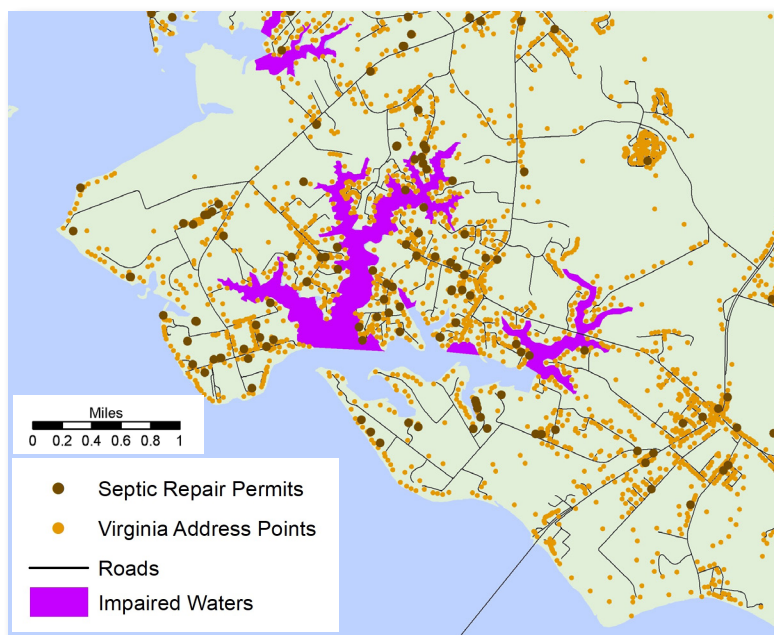 Miles
0 0.2 0.4 0.6 0.8 1
Septic Repair Permits
Virginia Address Points
Roads
Impaired Waters